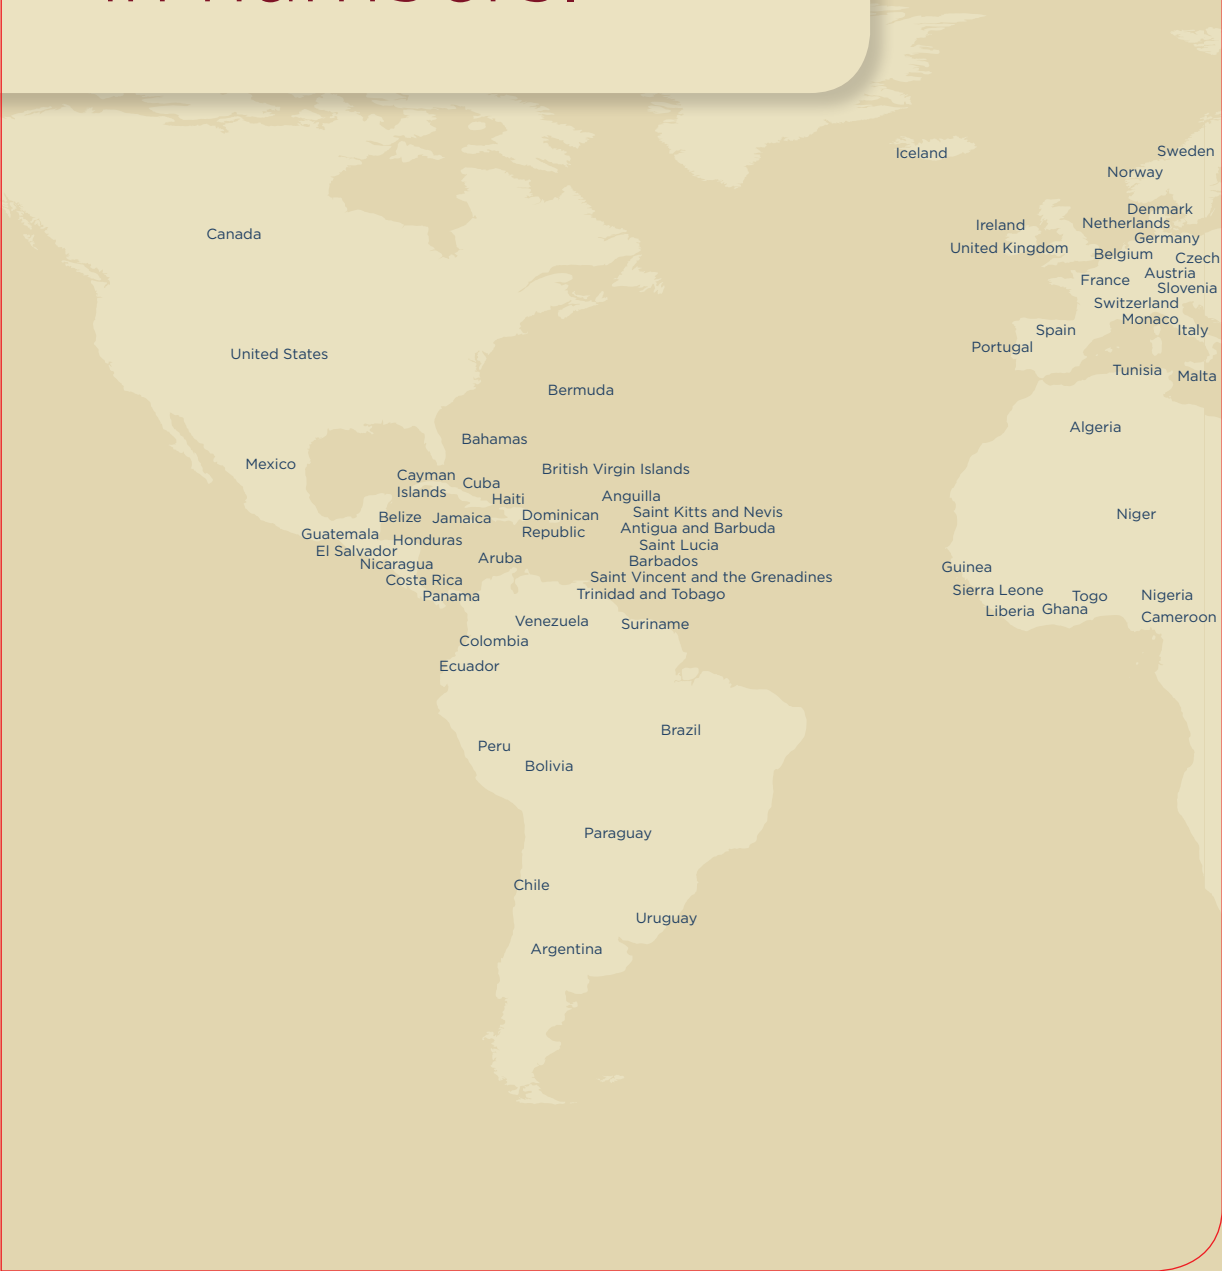 in numbers.
Iceland
Sweden
Norway
Canada
Denmark
Ireland
Netherlands
Germany
United Kingdom
Belgium
Czech
Austria
France
Slovenia
Switzerland
Monaco
Spain
Italy
Portugal
United States
Tunisia
Malta
Bermuda
Algeria
Bahamas
Mexico
British Virgin Islands
Cayman
Islands
Cuba
Haiti
Anguilla
Saint Kitts and Nevis
Belize
Jamaica
Dominican
Republic
Niger
Antigua and Barbuda
Guatemala
Honduras
Saint Lucia
El Salvador
Aruba
Barbados
Nicaragua
Guinea
Costa Rica
Saint Vincent and the Grenadines
Panama
Trinidad and Tobago
Sierra Leone
Togo
Nigeria
Liberia
Ghana
Cameroon
Venezuela
Suriname
Colombia
Ecuador
Brazil
Peru
Bolivia
Paraguay
Chile
Uruguay
Argentina